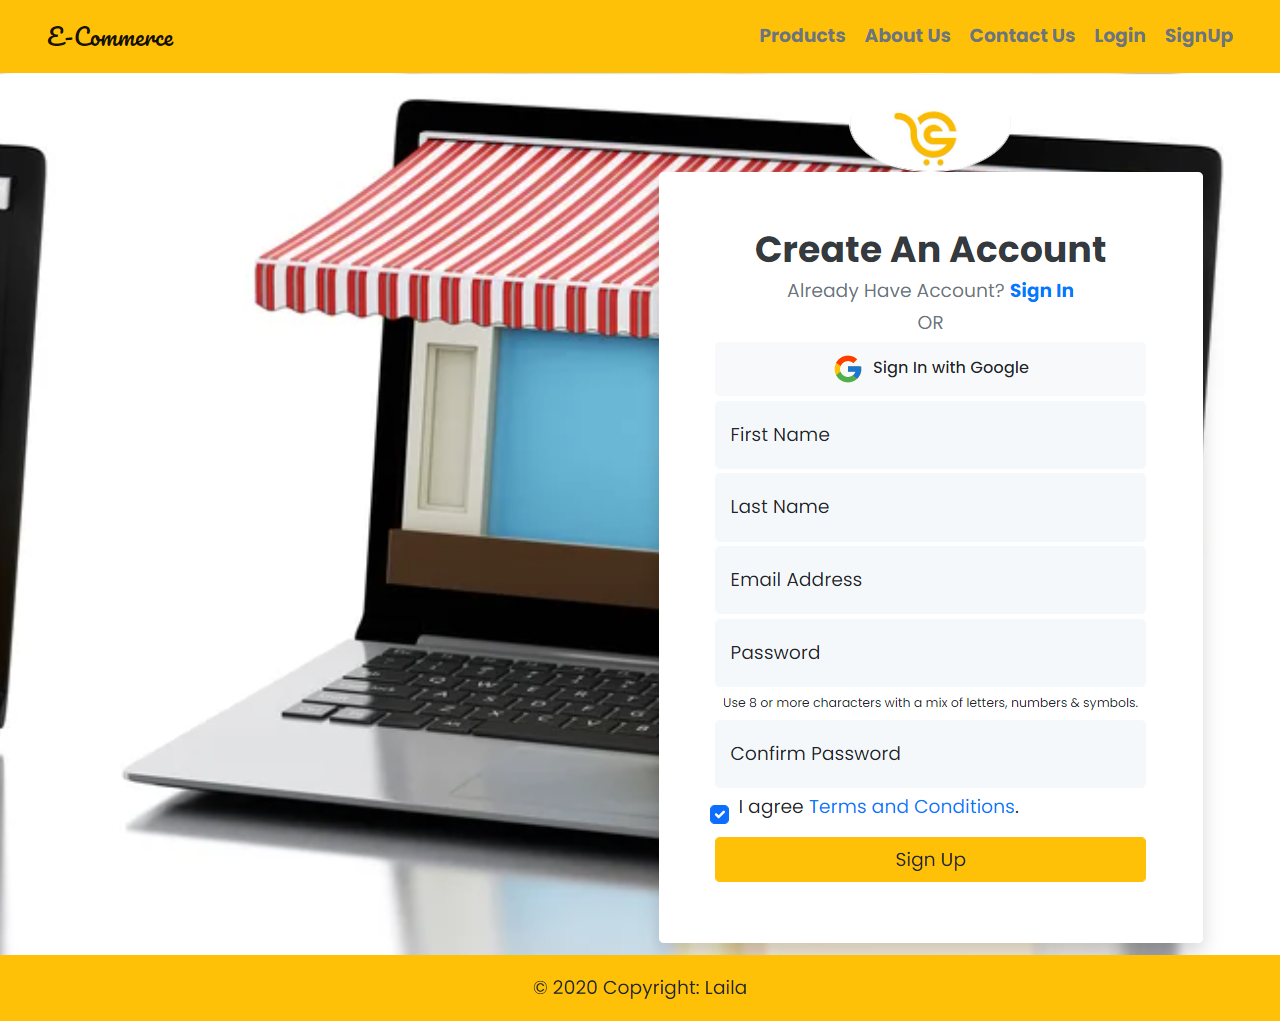 E-Commerce
Products About Us Contact Us Login SignUp
Create An Account
Already Have Account? Sign In
OR
Sign In with Google
First Name
Last Name
Email Address
Password
Use 8 or more characters with a mix of letters, numbers & symbols.
Confirm Password
I agree Terms and Conditions.
Sign Up
© 2020 Copyright: Laila